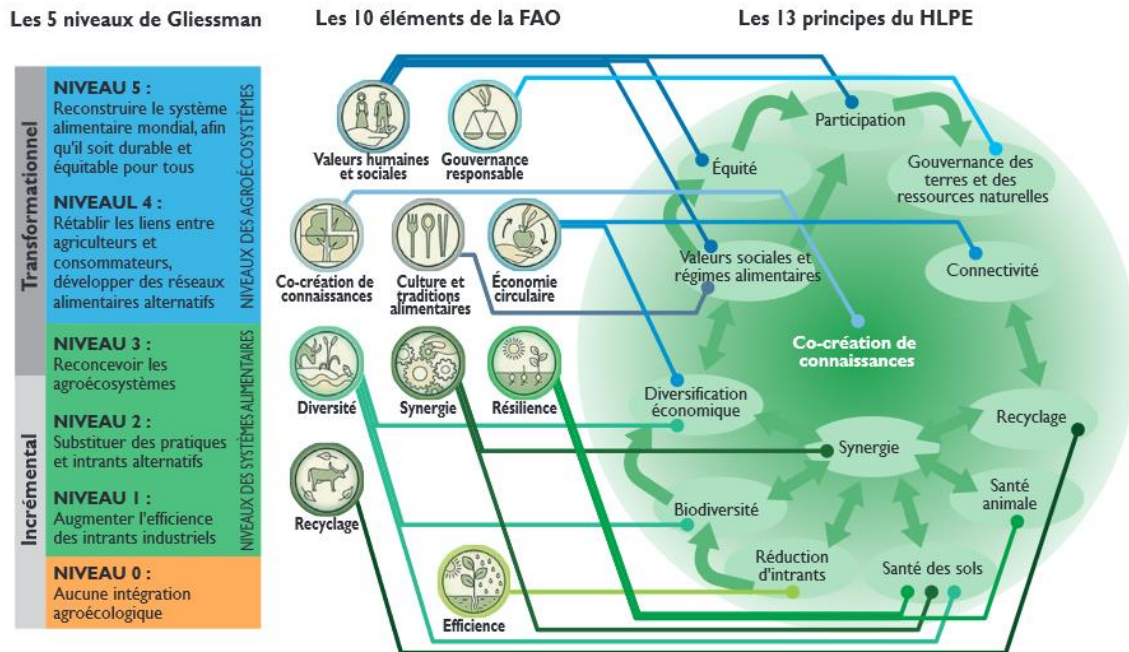 Les 5 niveaux de Gliessman
Les 10 éléments de la FAO
Les 13 principes du HLPE
Transformationnel
Incrémental
NIVEAU 5 :
Reconstruire le système
alimentaire mondial, afin
qu'il soit durable et
équitable pour tous
NIVEAUL 4 :
Rétablir les liens entre
agriculteurs et
consommateurs,
développer des réseaux
alimentaires alternatifs
NIVEAUX DES AGROÉCOSYSTÈMES
NIVEAU 3 :
Reconcevoir les
agroécosystèmes
NIVEAU 2 :
Substituer des pratiques
et intrants alternatifs
NIVEAU 1 :
Augmenter l'efficience
des intrants industriels
NIVEAUX DES SYSTÈMES ALIMENTAIRES
NIVEAU 0 :
Aucune intégration
agroécologique
Valeurs humaines
et sociales
Gouvernance
responsable
Co-création de
connaissances
Culture et
traditions
alimentaires
Économie
circulaire
Diversité
Synergie
Résilience
Recyclage
Efficience
Participation
Équité
Gouvernance des
terres et des
ressources naturelles
Valeurs sociales et
régimes alimentaires
Connectivité
Co-création de
connaissances
Diversification
économique
Recyclage
Synergie
Santé
animale
Biodiversité
Réduction
d'intrants
Santé des sols